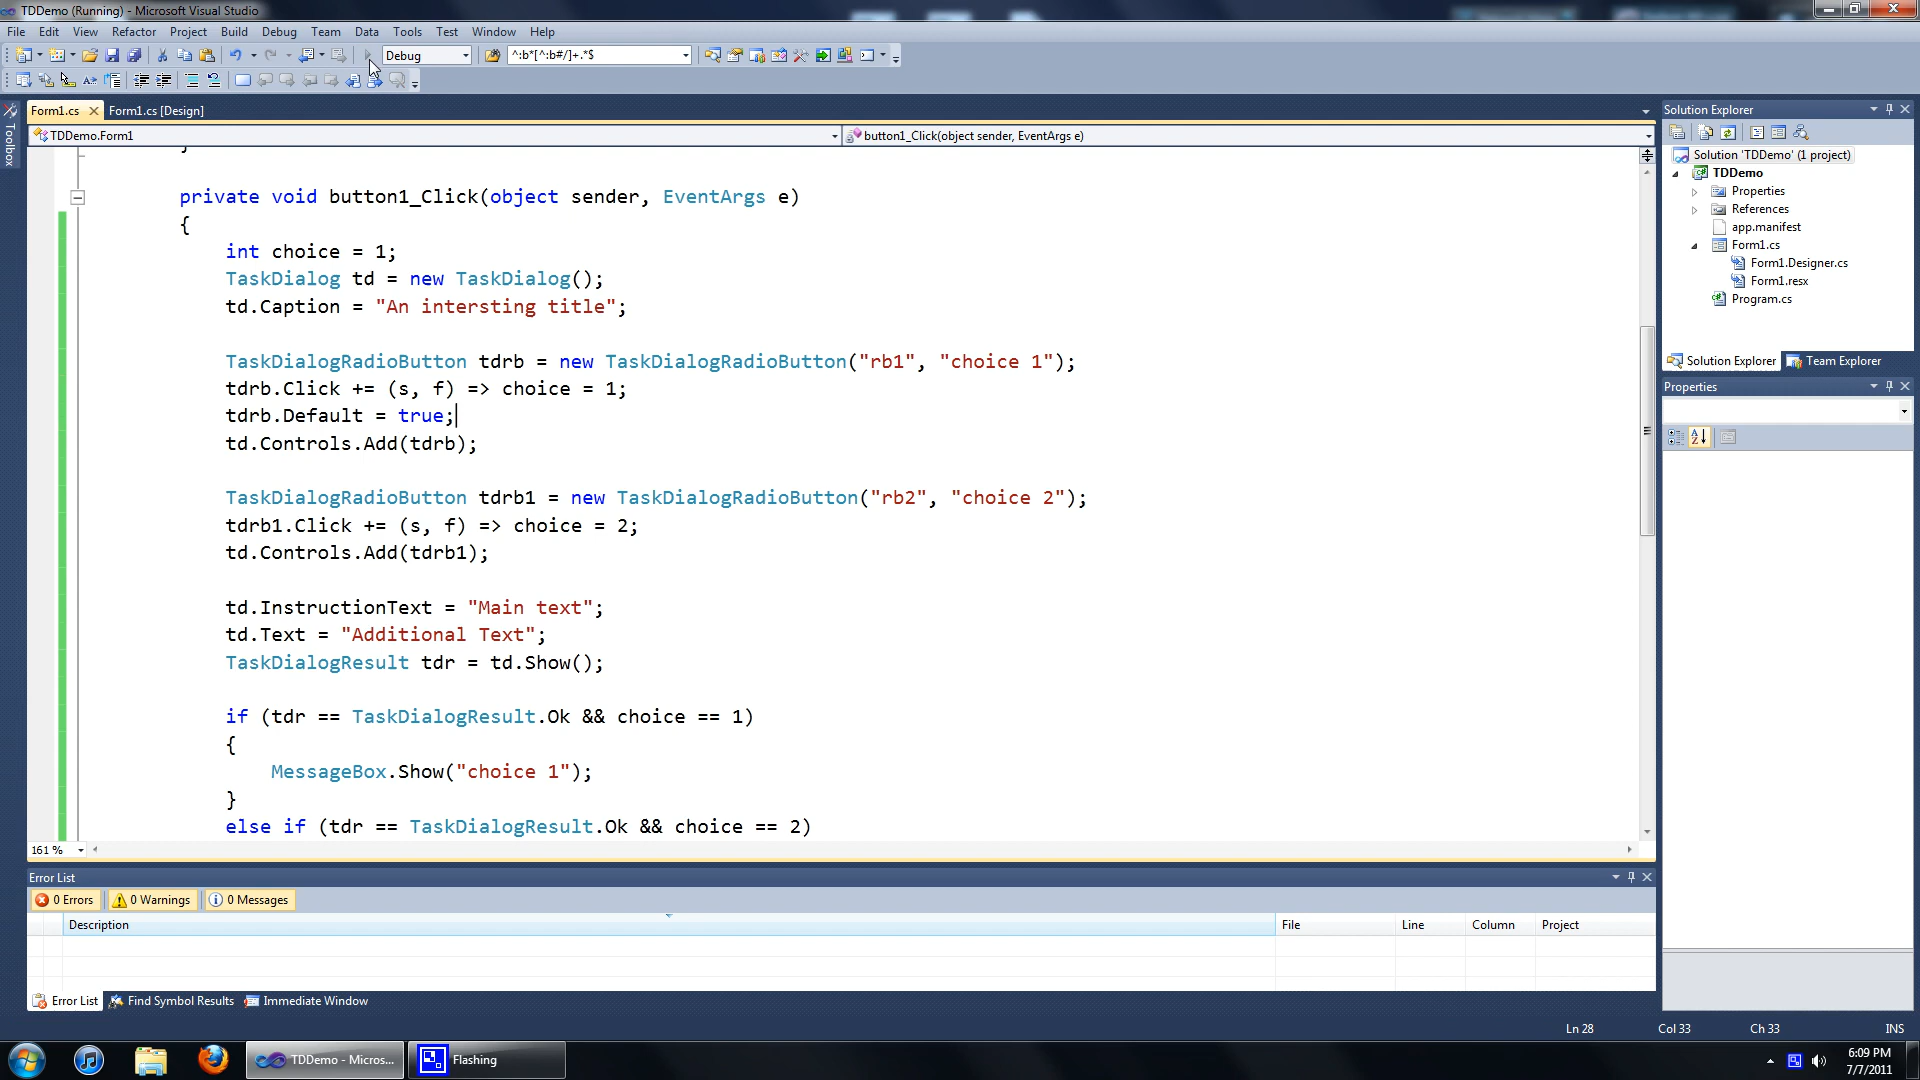 TDDemo (Running) - Microsoft Visual Studio
File Edit View Refactor Project Build Debug Team Data Tools Test Window Help
Debug ^:b*[^:b#/]+.*$
Toolbox
Form1.cs Form1.cs [Design]
TDDemo.Form1 button1_Click(object sender, EventArgs e)
}
private void button1_Click(object sender, EventArgs e)
{
int choice = 1;
TaskDialog td = new TaskDialog();
td.Caption = "An intersting title";
TaskDialogRadioButton tdrb = new TaskDialogRadioButton("rb1", "choice 1");
tdrb.Click += (s, f) => choice = 1;
tdrb.Default = true;
td.Controls.Add(tdrb);
TaskDialogRadioButton tdrb1 = new TaskDialogRadioButton("rb2", "choice 2");
tdrb1.Click += (s, f) => choice = 2;
td.Controls.Add(tdrb1);
td.InstructionText = "Main text";
td.Text = "Additional Text";
TaskDialogResult tdr = td.Show();
if (tdr == TaskDialogResult.Ok && choice == 1)
{
MessageBox.Show("choice 1");
}
else if (tdr == TaskDialogResult.Ok && choice == 2)
161 %
Solution Explorer
Solution 'TDDemo' (1 project)
TDDemo
Properties
References
app.manifest
Form1.cs
Form1.Designer.cs
Form1.resx
Program.cs
Solution Explorer Team Explorer
Properties
Error List
0 Errors 0 Warnings 0 Messages
Description File Line Column Project
Error List Find Symbol Results Immediate Window
Ln 28 Col 33 Ch 33 INS
TDDemo - Micros... Flashing
6:09 PM
7/7/2011